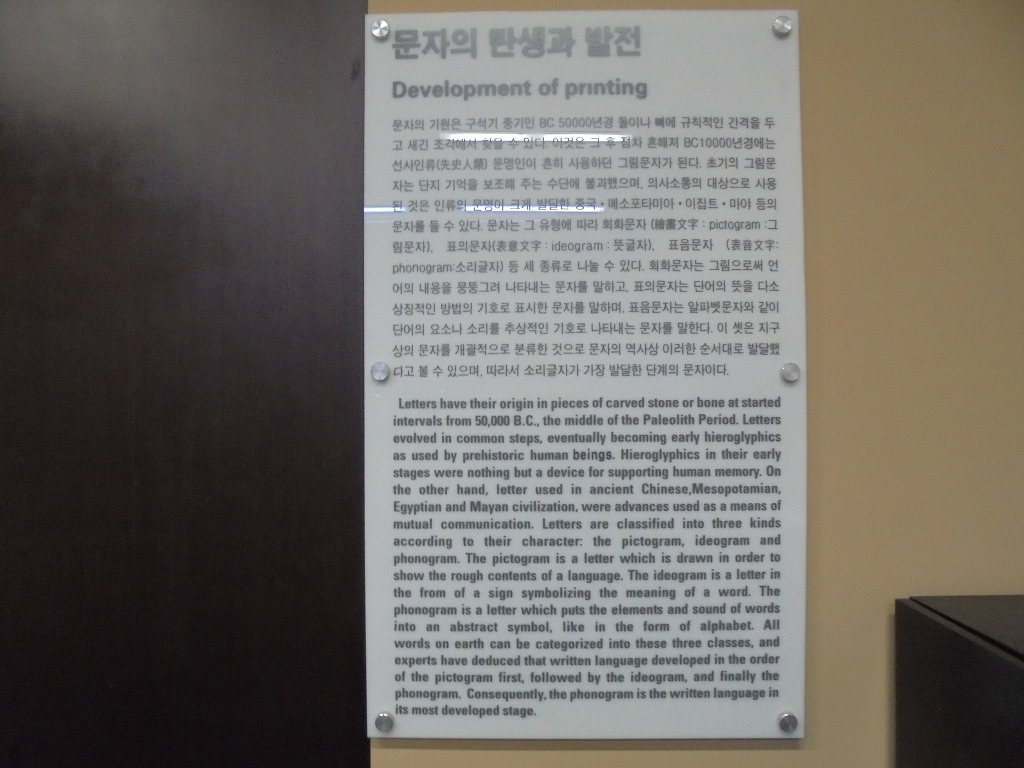 문자의 탄생과 발전
Development of printing
문자의 기원은 구석기 중기인 BC 50000년경 돌이나 뼈에 규칙적인 간격을 두
고 새긴 조각에서 찾을 수 있다. 이것은 그 후 점차 흔해져 BC10000년경에는
선사인류(先史人類) 문명인이 흔히 사용하던 그림문자가 된다. 초기의 그림문
자는 단지 기억을 보조해 주는 수단에 불과했으며, 의사소통의 대상으로 사용
된 것은 인류의 문명이 크게 발달한 중국·메소포타미아·이집트·마야 등의
문자를 들 수 있다. 문자는 그 유형에 따라 회화문자 (繪畵文字 : pictogram :그
림문자), 표의문자(表意文字 : ideogram : 뜻글자), 표음문자 (表音文字:
phonogram:소리글자) 등 세 종류로 나눌 수 있다. 회화문자는 그림으로써 언
어의 내용을 뭉뚱그려 나타내는 문자를 말하고, 표의문자는 단어의 뜻을 다소
상징적인 방법의 기호로 표시한 문자를 말하며, 표음문자는 알파벳문자와 같이
단어의 요소나 소리를 추상적인 기호로 나타내는 문자를 말한다. 이 셋은 지구
상의 문자를 개괄적으로 분류한 것으로 문자의 역사상 이러한 순서대로 발달했
다고 볼 수 있으며, 따라서 소리글자가 가장 발달한 단계의 문자이다.
Letters have their origin in pieces of carved stone or bone at started
intervals from 50,000 B.C., the middle of the Paleolith Period. Letters
evolved in common steps, eventually becoming early hieroglyphics
as used by prehistoric human beings. Hieroglyphics in their early
stages were nothing but a device for supporting human memory. On
the other hand, letter used in ancient Chinese,Mesopotamian,
Egyptian and Mayan civilization, were advances used as a means of
mutual communication. Letters are classified into three kinds
according to their character: the pictogram, ideogram and
phonogram. The pictogram is a letter which is drawn in order to
show the rough contents of a language. The ideogram is a letter in
the from of a sign symbolizing the meaning of a word. The
phonogram is a letter which puts the elements and sound of words
into an abstract symbol, like in the form of alphabet. All
words on earth can be categorized into these three classes, and
experts have deduced that written language developed in the order
of the pictogram first, followed by the ideogram, and finally the
phonogram. Consequently, the phonogram is the written language in
its most developed stage.